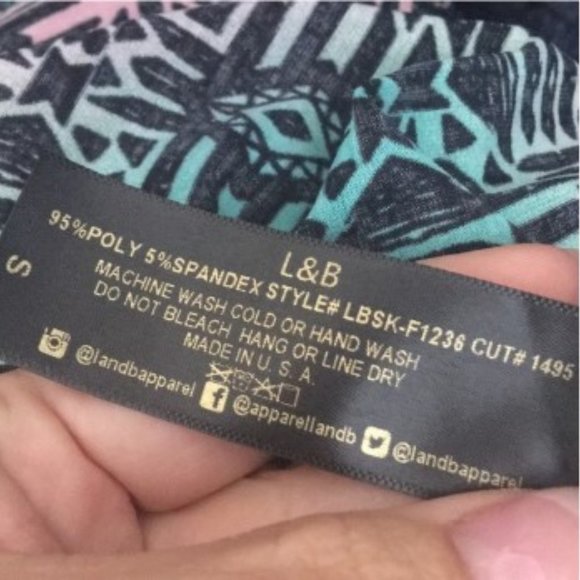 L&B
95%POLY 5%SPANDEX STYLE# LBSK-F1236 CUT# 1495
MACHINE WASH COLD OR HAND WASH
DO NOT BLEACH HANG OR LINE DRY
MADE IN U. S. A.
@landbapparel @apparellandb @landbapparel
S